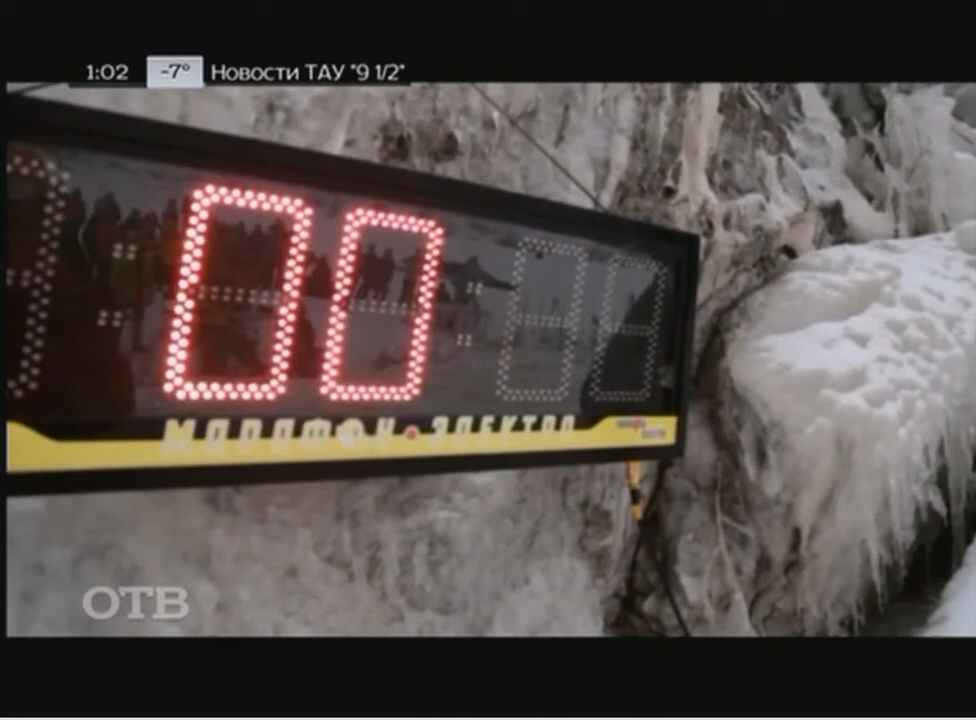 1:02 -7° Новости ТАУ "9 1/2"
00
МАРАФОН•ЭЛЕКТРО
ОТВ